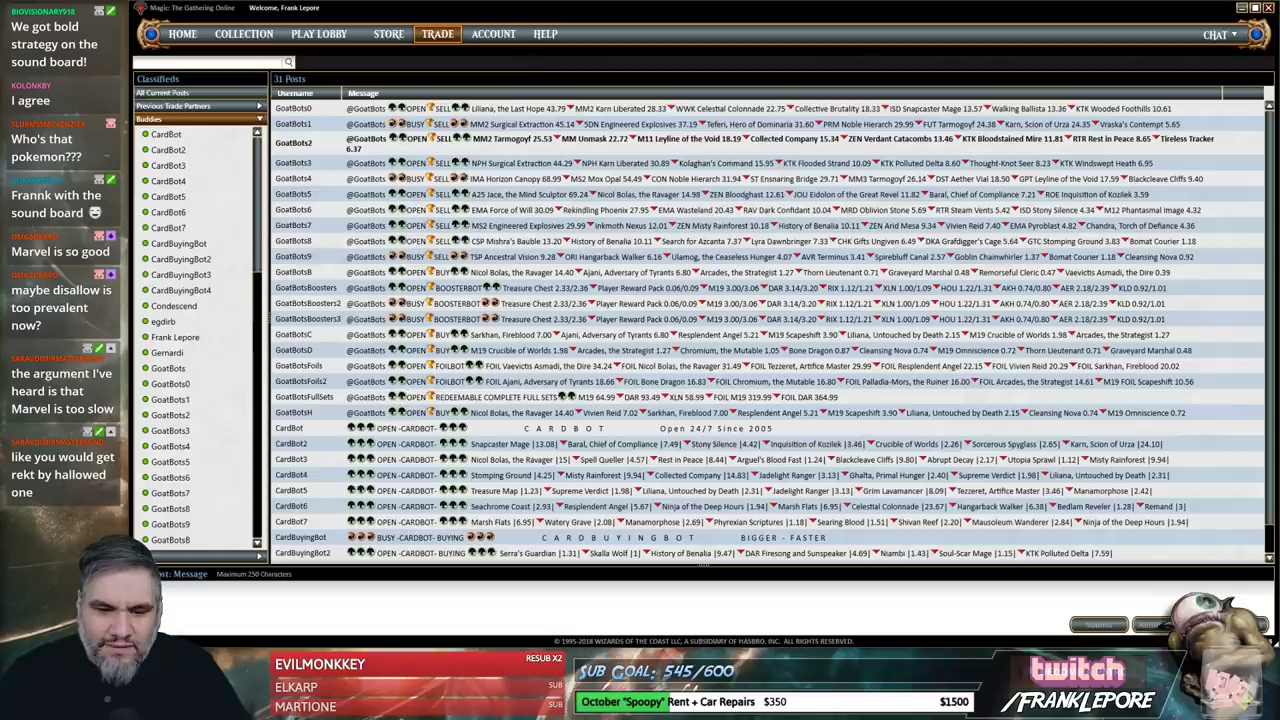 BIOVISIONARY918
We got bold
strategy on the
sound board!
KOLONKBY
I agree
SLURMSMACKENZIEK
Who's that
pokemon???
Frannk with the
sound board
OMGZORRO
Marvel is so good
OMGZORRO
maybe disallow is
too prevalent
now?
SARAVDIRMASTERMIND
the argument I've
heard is that
Marvel is too slow
SARAVDIRMASTERMIND
like you would get
rekt by hallowed
one
Magic: The Gathering Online Welcome, Frank Lepore
HOME COLLECTION PLAY LOBBY STORE TRADE ACCOUNT HELP CHAT
Classifieds
All Current Posts
Previous Trade Partners
Buddies
CardBot
CardBot2
CardBot3
CardBot4
CardBot5
CardBot6
CardBot7
CardBuyingBot
CardBuyingBot2
CardBuyingBot3
CardBuyingBot4
Condescend
egdirb
Frank Lepore
Gernardi
GoatBots
GoatBots0
GoatBots1
GoatBots2
GoatBots3
GoatBots4
GoatBots5
GoatBots6
GoatBots7
GoatBots8
GoatBots9
GoatBotsB
31 Posts
Username Message
GoatBots0 @GoatBots OPEN SELL Liliana, the Last Hope 43.79 MM2 Karn Liberated 28.33 WWK Celestial Colonnade 22.75 Collective Brutality 18.33 ISD Snapcaster Mage 13.57 Walking Ballista 13.36 KTK Wooded Foothills 10.61
GoatBots1 @GoatBots BUSY SELL MM2 Surgical Extraction 45.14 5DN Engineered Explosives 37.19 Teferi, Hero of Dominaria 31.60 PRM Noble Hierarch 29.99 FUT Tarmogoyf 24.38 Karn, Scion of Urza 24.35 Vraska's Contempt 5.65
GoatBots2 @GoatBots OPEN SELL MM2 Tarmogoyf 25.53 MM Unmask 22.72 M11 Leyline of the Void 18.19 Collected Company 15.34 ZEN Verdant Catacombs 13.46 KTK Bloodstained Mire 11.81 RTR Rest in Peace 8.65 Tireless Tracker
6.37
GoatBots3 @GoatBots OPEN SELL NPH Surgical Extraction 44.29 NPH Karn Liberated 30.89 Kolaghan's Command 15.95 KTK Flooded Strand 10.09 KTK Polluted Delta 8.60 Thought-Knot Seer 8.23 KTK Windswept Heath 6.95
GoatBots4 @GoatBots BUSY SELL IMA Horizon Canopy 68.99 MS2 Mox Opal 54.49 CON Noble Hierarch 31.94 ST Ensnaring Bridge 29.71 MM3 Tarmogoyf 26.14 DST Aether Vial 18.50 GPT Leyline of the Void 17.59 Blackcleave Cliffs 9.40
GoatBots5 @GoatBots OPEN SELL A25 Jace, the Mind Sculptor 69.24 Nicol Bolas, the Ravager 14.98 ZEN Bloodghast 12.61 JOU Eidolon of the Great Revel 11.82 Baral, Chief of Compliance 7.21 ROE Inquisition of Kozilek 3.59
GoatBots6 @GoatBots OPEN SELL EMA Force of Will 30.09 Rekindling Phoenix 27.95 EMA Wasteland 20.43 RAV Dark Confidant 10.04 MRD Oblivion Stone 5.69 RTR Steam Vents 5.42 ISD Stony Silence 4.34 M12 Phantasmal Image 4.32
GoatBots7 @GoatBots OPEN SELL MS2 Engineered Explosives 29.99 Inkmoth Nexus 12.01 ZEN Misty Rainforest 10.18 History of Benalia 10.11 ZEN Arid Mesa 9.34 Vivien Reid 7.40 EMA Pyroblast 4.82 Chandra, Torch of Defiance 4.36
GoatBots8 @GoatBots OPEN SELL CSP Mishra's Bauble 13.20 History of Benalia 10.11 Search for Azcanta 7.37 Lyra Dawnbringer 7.33 CHK Gifts Ungiven 6.49 DKA Grafdigger's Cage 5.64 GTC Stomping Ground 3.83 Bomat Courier 1.18
GoatBots9 @GoatBots BUSY SELL TSP Ancestral Vision 9.28 ORI Hangarback Walker 6.16 Ulamog, the Ceaseless Hunger 4.07 AVR Terminus 3.41 Spirebluff Canal 2.57 Goblin Chainwhirler 1.37 Bomat Courier 1.18 Cleansing Nova 0.92
GoatBotsB @GoatBots OPEN BUY Nicol Bolas, the Ravager 14.40 Ajani, Adversary of Tyrants 6.80 Arcades, the Strategist 1.27 Thorn Lieutenant 0.71 Graveyard Marshal 0.48 Remorseful Cleric 0.47 Vaevictis Asmadi, the Dire 0.39
GoatBotsBoosters @GoatBots OPEN BOOSTERBOT Treasure Chest 2.33/2.36 Player Reward Pack 0.06/0.09 M19 3.00/3.06 DAR 3.14/3.20 RIX 1.12/1.21 XLN 1.00/1.09 HOU 1.22/1.31 AKH 0.74/0.80 AER 2.18/2.39 KLD 0.92/1.01
GoatBotsBoosters2 @GoatBots BUSY BOOSTERBOT Treasure Chest 2.33/2.36 Player Reward Pack 0.06/0.09 M19 3.00/3.06 DAR 3.14/3.20 RIX 1.12/1.21 XLN 1.00/1.09 HOU 1.22/1.31 AKH 0.74/0.80 AER 2.18/2.39 KLD 0.92/1.01
GoatBotsBoosters3 @GoatBots BUSY BOOSTERBOT Treasure Chest 2.33/2.36 Player Reward Pack 0.06/0.09 M19 3.00/3.06 DAR 3.14/3.20 RIX 1.12/1.21 XLN 1.00/1.09 HOU 1.22/1.31 AKH 0.74/0.80 AER 2.18/2.39 KLD 0.92/1.01
GoatBotsC @GoatBots OPEN BUY Sarkhan, Fireblood 7.00 Ajani, Adversary of Tyrants 6.80 Resplendent Angel 5.21 M19 Scapeshift 3.90 Liliana, Untouched by Death 2.15 M19 Crucible of Worlds 1.98 Arcades, the Strategist 1.27
GoatBotsD @GoatBots OPEN BUY M19 Crucible of Worlds 1.98 Arcades, the Strategist 1.27 Chromium, the Mutable 1.05 Bone Dragon 0.87 Cleansing Nova 0.74 M19 Omniscience 0.72 Thorn Lieutenant 0.71 Graveyard Marshal 0.48
GoatBotsFoils @GoatBots OPEN FOILBOT FOIL Vaevictis Asmadi, the Dire 34.24 FOIL Nicol Bolas, the Ravager 31.49 FOIL Tezzeret, Artifice Master 29.99 FOIL Resplendent Angel 22.15 FOIL Vivien Reid 20.29 FOIL Sarkhan, Fireblood 20.02
GoatBotsFoils2 @GoatBots OPEN FOILBOT FOIL Ajani, Adversary of Tyrants 18.66 FOIL Bone Dragon 16.83 FOIL Chromium, the Mutable 16.80 FOIL Palladia-Mors, the Ruiner 16.00 FOIL Arcades, the Strategist 14.61 FOIL M19 Scapeshift 10.56
GoatBotsFullSets @GoatBots OPEN REDEEMABLE COMPLETE FULL SETS M19 64.99 DAR 93.49 XLN 58.99 FOIL M19 319.99 FOIL DAR 364.99
GoatBotsH @GoatBots OPEN BUY Nicol Bolas, the Ravager 14.40 Vivien Reid 7.02 Sarkhan, Fireblood 7.00 Resplendent Angel 5.21 M19 Scapeshift 3.90 Liliana, Untouched by Death 2.15 Cleansing Nova 0.74 M19 Omniscience 0.72
CardBot OPEN -CARDBOT- C A R D B O T Open 24/7 Since 2005
CardBot2 OPEN -CARDBOT- Snapcaster Mage |13.08| Baral, Chief of Compliance |7.49| Stony Silence |4.42| Inquisition of Kozilek |3.46| Crucible of Worlds |2.26| Sorcerous Spyglass |2.65| Karn, Scion of Urza |24.10|
CardBot3 OPEN -CARDBOT- Nicol Bolas, the Ravager |15| Spell Queller |4.57| Rest in Peace |8.44| Arguel's Blood Fast |1.24| Blackcleave Cliffs |9.80| Abrupt Decay |2.17| Utopia Sprawl |1.12| Misty Rainforest |9.94|
CardBot4 OPEN -CARDBOT- Stomping Ground |4.25| Misty Rainforest |9.94| Collected Company |14.83| Jadelight Ranger |3.13| Ghalta, Primal Hunger |2.40| Supreme Verdict |1.98| Liliana, Untouched by Death |2.31|
CardBot5 OPEN -CARDBOT- Treasure Map |1.23| Supreme Verdict |1.98| Liliana, Untouched by Death |2.31| Jadelight Ranger |3.13| Grim Lavamancer |8.09| Tezzeret, Artifice Master |3.46| Manamorphose |2.42|
CardBot6 OPEN -CARDBOT- Seachrome Coast |2.93| Resplendent Angel |5.67| Ninja of the Deep Hours |1.94| Marsh Flats |6.95| Celestial Colonnade |23.67| Hangarback Walker |6.38| Bedlam Reveler |1.28| Remand |3|
CardBot7 OPEN -CARDBOT- Marsh Flats |6.95| Watery Grave |2.08| Manamorphose |2.69| Phyrexian Scriptures |1.18| Searing Blood |1.51| Shivan Reef |2.20| Mausoleum Wanderer |2.84| Ninja of the Deep Hours |1.94|
CardBuyingBot BUSY -CARDBOT- BUYING C A R D B U Y I N G B O T B I G G E R - F A S T E R
CardBuyingBot2 OPEN -CARDBOT- BUYING Serra's Guardian |1.31| Skalla Wolf |1| History of Benalia |9.47| DAR Firesong and Sunspeaker |4.69| Niambi |1.43| Soul-Scar Mage |1.15| KTK Polluted Delta |7.59|
Post: Message Maximum 250 Characters
Submit
© 1995-2018 WIZARDS OF THE COAST LLC, A SUBSIDIARY OF HASBRO, INC. ALL RIGHTS RESERVED.
EVILMONKKEY RESUB X2
ELKARP SUB
MARTIONE SUB
SUB GOAL: 545/600
October "Spoopy" Rent + Car Repairs $350 $1500
twitch
/FRANKLEPORE